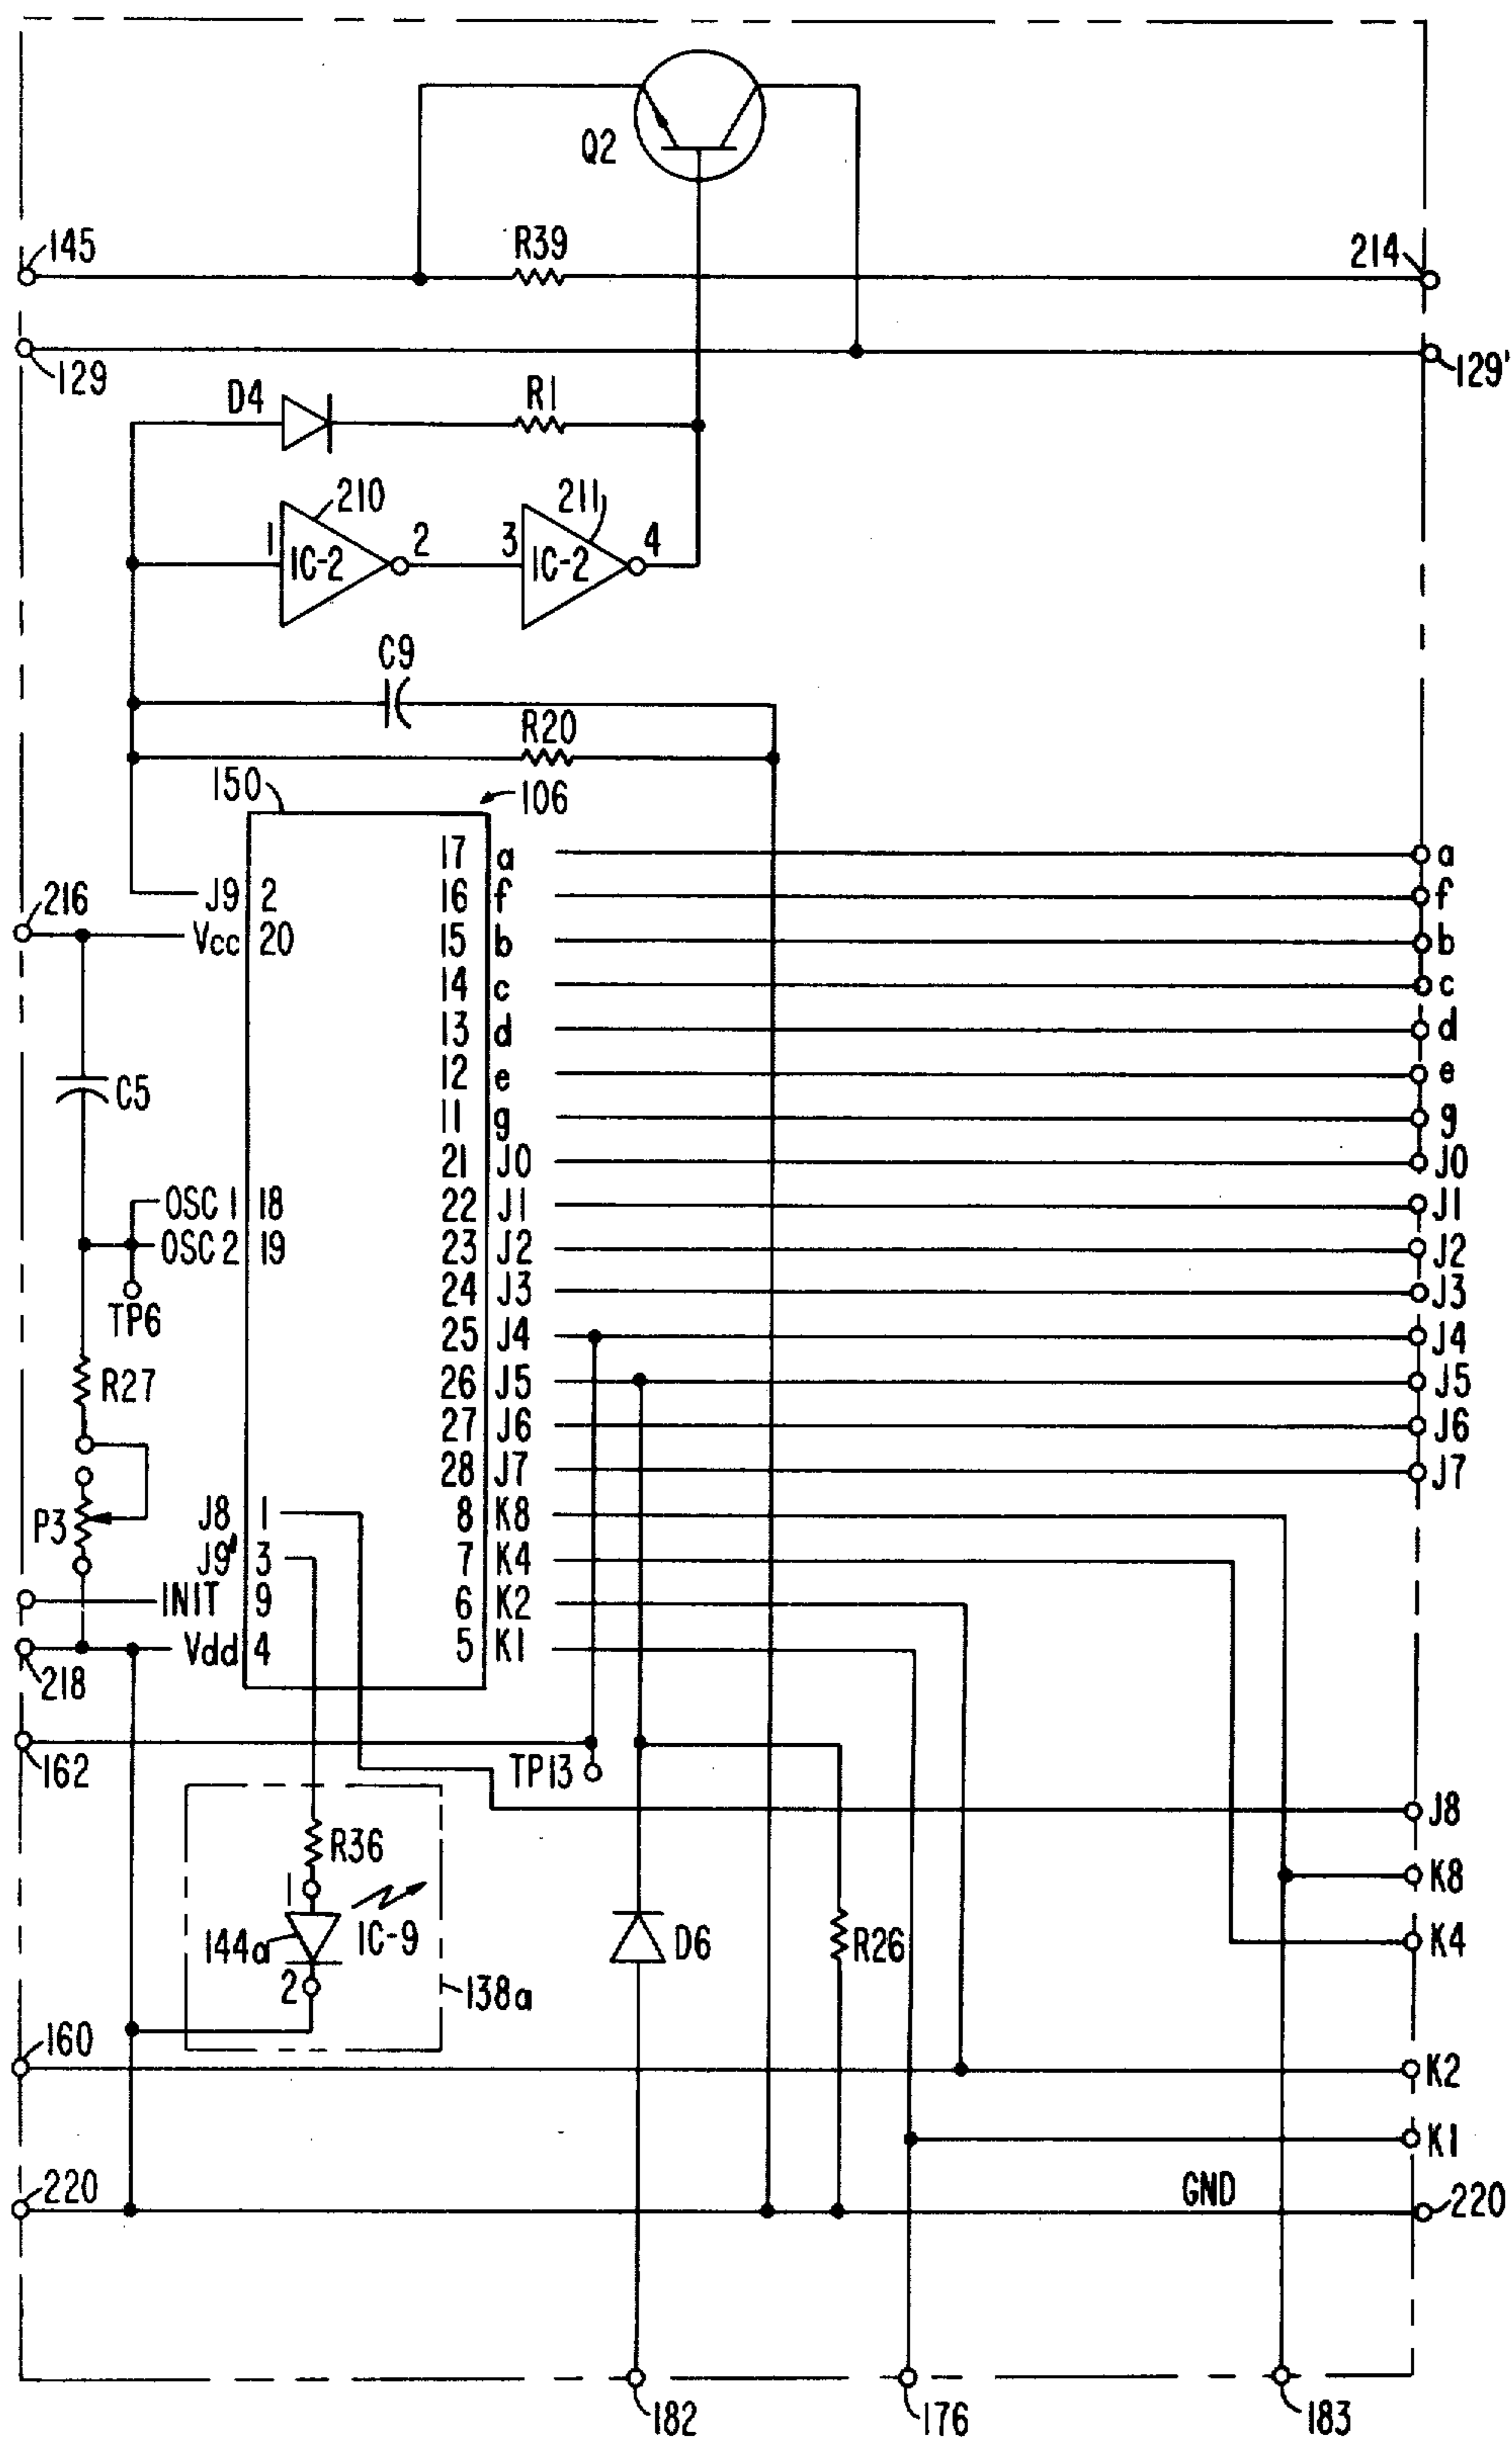 Q2
145
R39
214
129
129'
D4
R1
210
211
1
IC-2
2
3
IC-2
4
C9
R20
150
106
17 a
a
J9 2
16 f
f
216
Vcc 20
15 b
b
14 c
c
13 d
d
C5
12 e
e
11 g
g
21 J0
J0
OSC 1 18
22 J1
J1
OSC 2 19
23 J2
J2
TP6
24 J3
J3
25 J4
J4
R27
26 J5
J5
27 J6
J6
28 J7
J7
P3
J8 1
8 K8
J9' 3
7 K4
INIT 9
6 K2
Vdd 4
5 K1
218
162
TP13
J8
R36
K8
1
144a
IC-9
D6
R26
K4
2
138a
160
K2
K1
220
GND
220
182
176
183